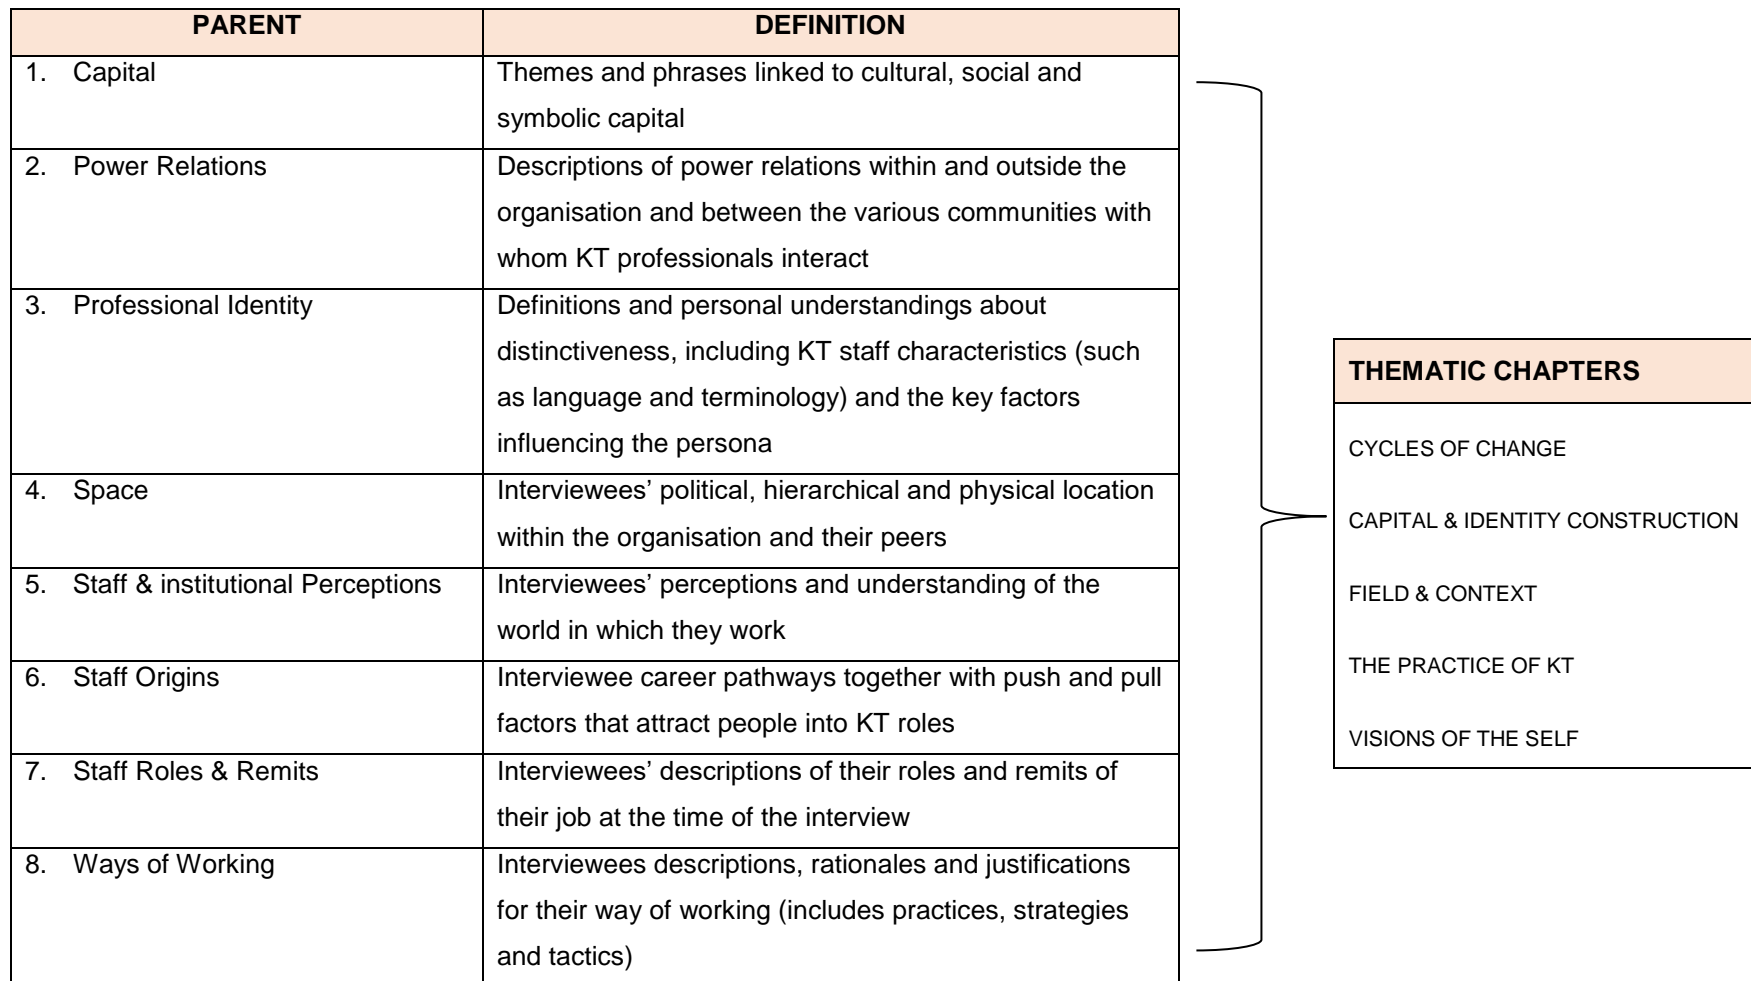 PARENT DEFINITION
1. Capital Themes and phrases linked to cultural, social and
symbolic capital
2. Power Relations Descriptions of power relations within and outside the
organisation and between the various communities with
whom KT professionals interact
3. Professional Identity Definitions and personal understandings about
distinctiveness, including KT staff characteristics (such
as language and terminology) and the key factors
influencing the persona
4. Space Interviewees’ political, hierarchical and physical location
within the organisation and their peers
5. Staff & institutional Perceptions Interviewees’ perceptions and understanding of the
world in which they work
6. Staff Origins Interviewee career pathways together with push and pull
factors that attract people into KT roles
7. Staff Roles & Remits Interviewees’ descriptions of their roles and remits of
their job at the time of the interview
8. Ways of Working Interviewees descriptions, rationales and justifications
for their way of working (includes practices, strategies
and tactics)
THEMATIC CHAPTERS
CYCLES OF CHANGE
CAPITAL & IDENTITY CONSTRUCTION
FIELD & CONTEXT
THE PRACTICE OF KT
VISIONS OF THE SELF